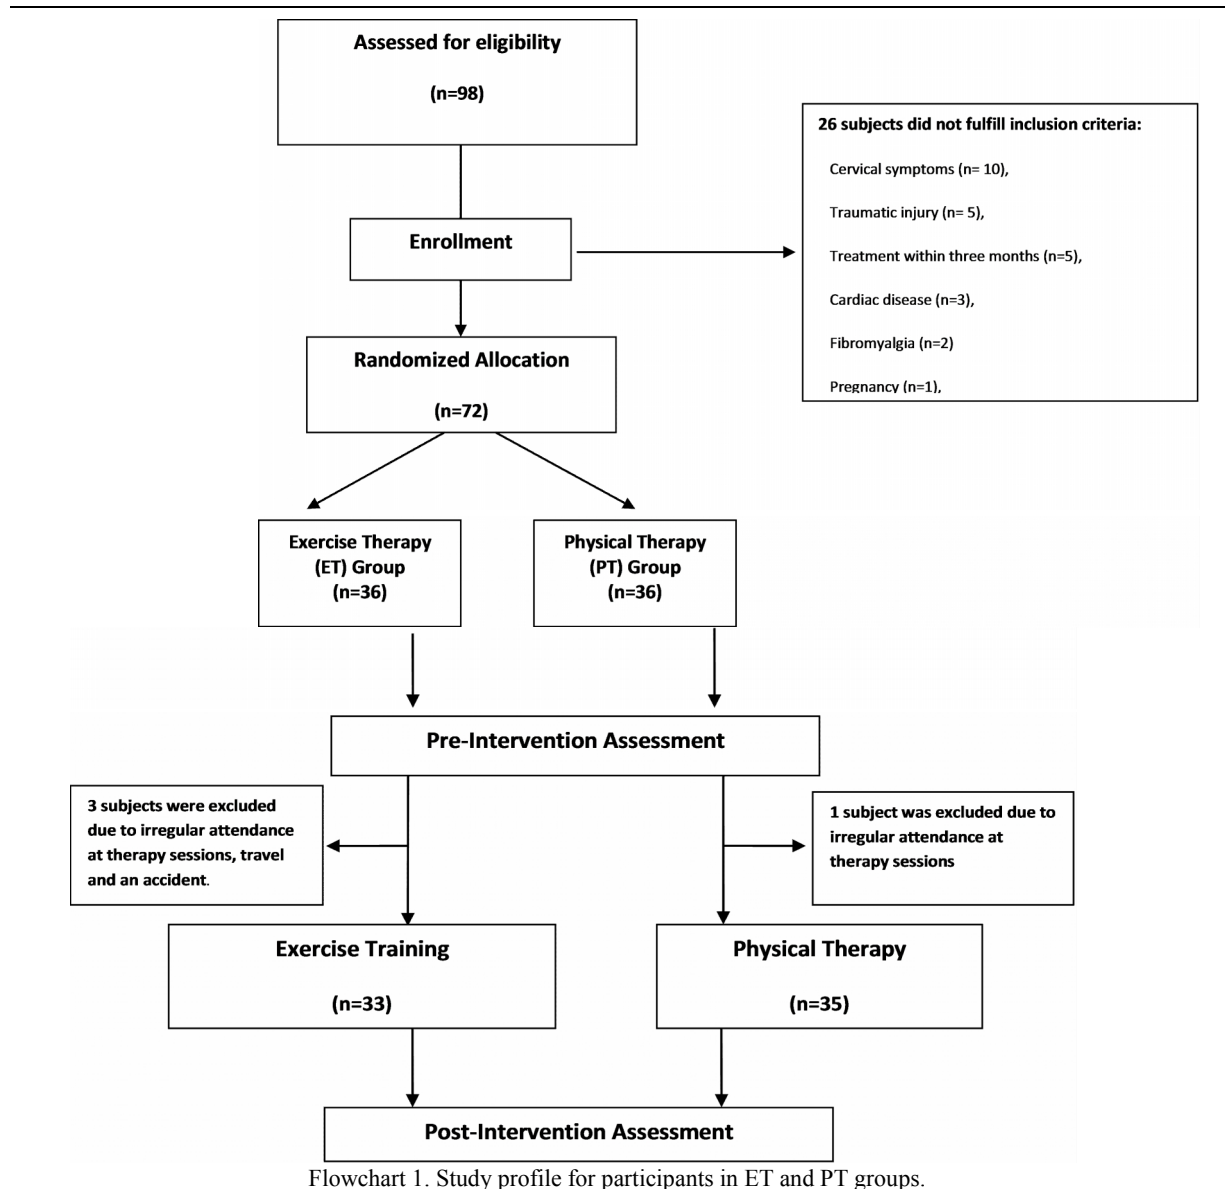 Assessed for eligibility
(n=98)
26 subjects did not fulfill inclusion criteria:
Cervical symptoms (n= 10),
Traumatic injury (n= 5),
Treatment within three months (n=5),
Cardiac disease (n=3),
Fibromyalgia (n=2)
Pregnancy (n=1),
Enrollment
Randomized Allocation
(n=72)
Exercise Therapy
(ET) Group
(n=36)
Physical Therapy
(PT) Group
(n=36)
Pre-Intervention Assessment
3 subjects were excluded
due to irregular attendance
at therapy sessions, travel
and an accident.
1 subject was excluded due to
irregular attendance at
therapy sessions
Exercise Training
(n=33)
Physical Therapy
(n=35)
Post-Intervention Assessment
Flowchart 1. Study profile for participants in ET and PT groups.